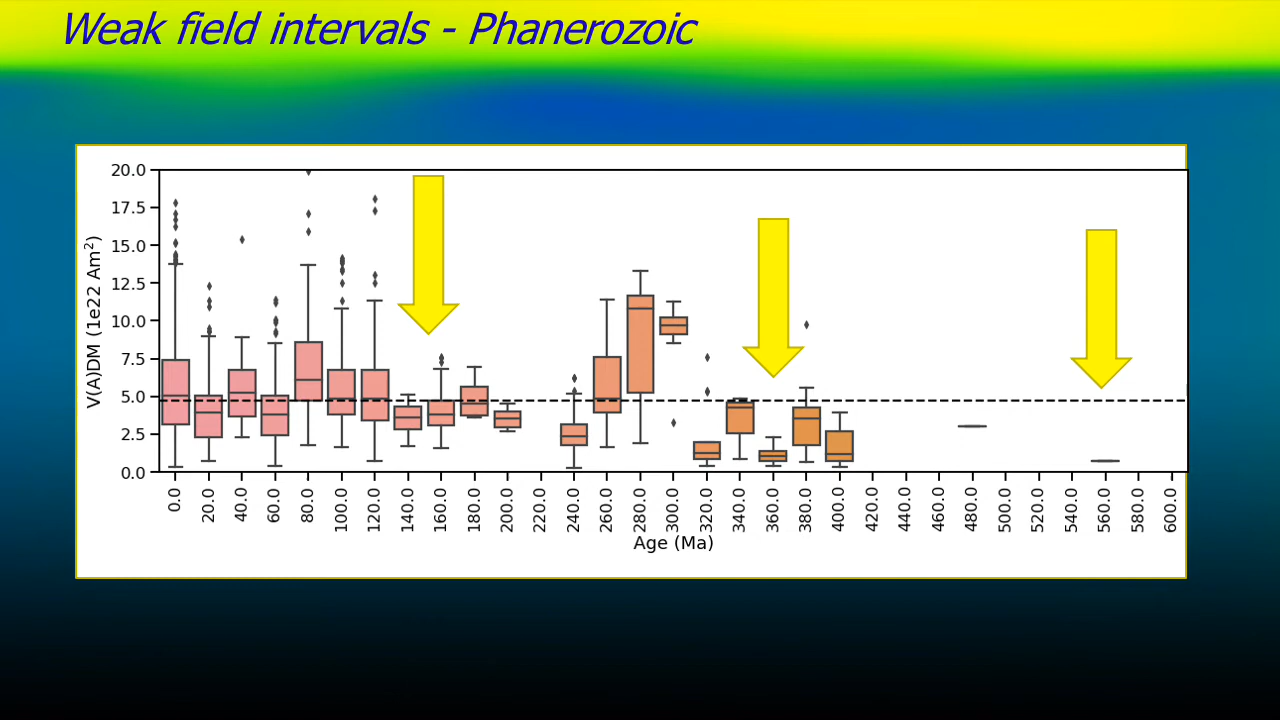 Weak field intervals - Phanerozoic
20.0
17.5
15.0
12.5
10.0
7.5
5.0
2.5
0.0
V(A)DM (1e22 Am²)
0.0 20.0 40.0 60.0 80.0 100.0 120.0 140.0 160.0 180.0 200.0 220.0 240.0 260.0 280.0 300.0 320.0 340.0 360.0 380.0 400.0 420.0 440.0 460.0 480.0 500.0 520.0 540.0 560.0 580.0 600.0
Age (Ma)